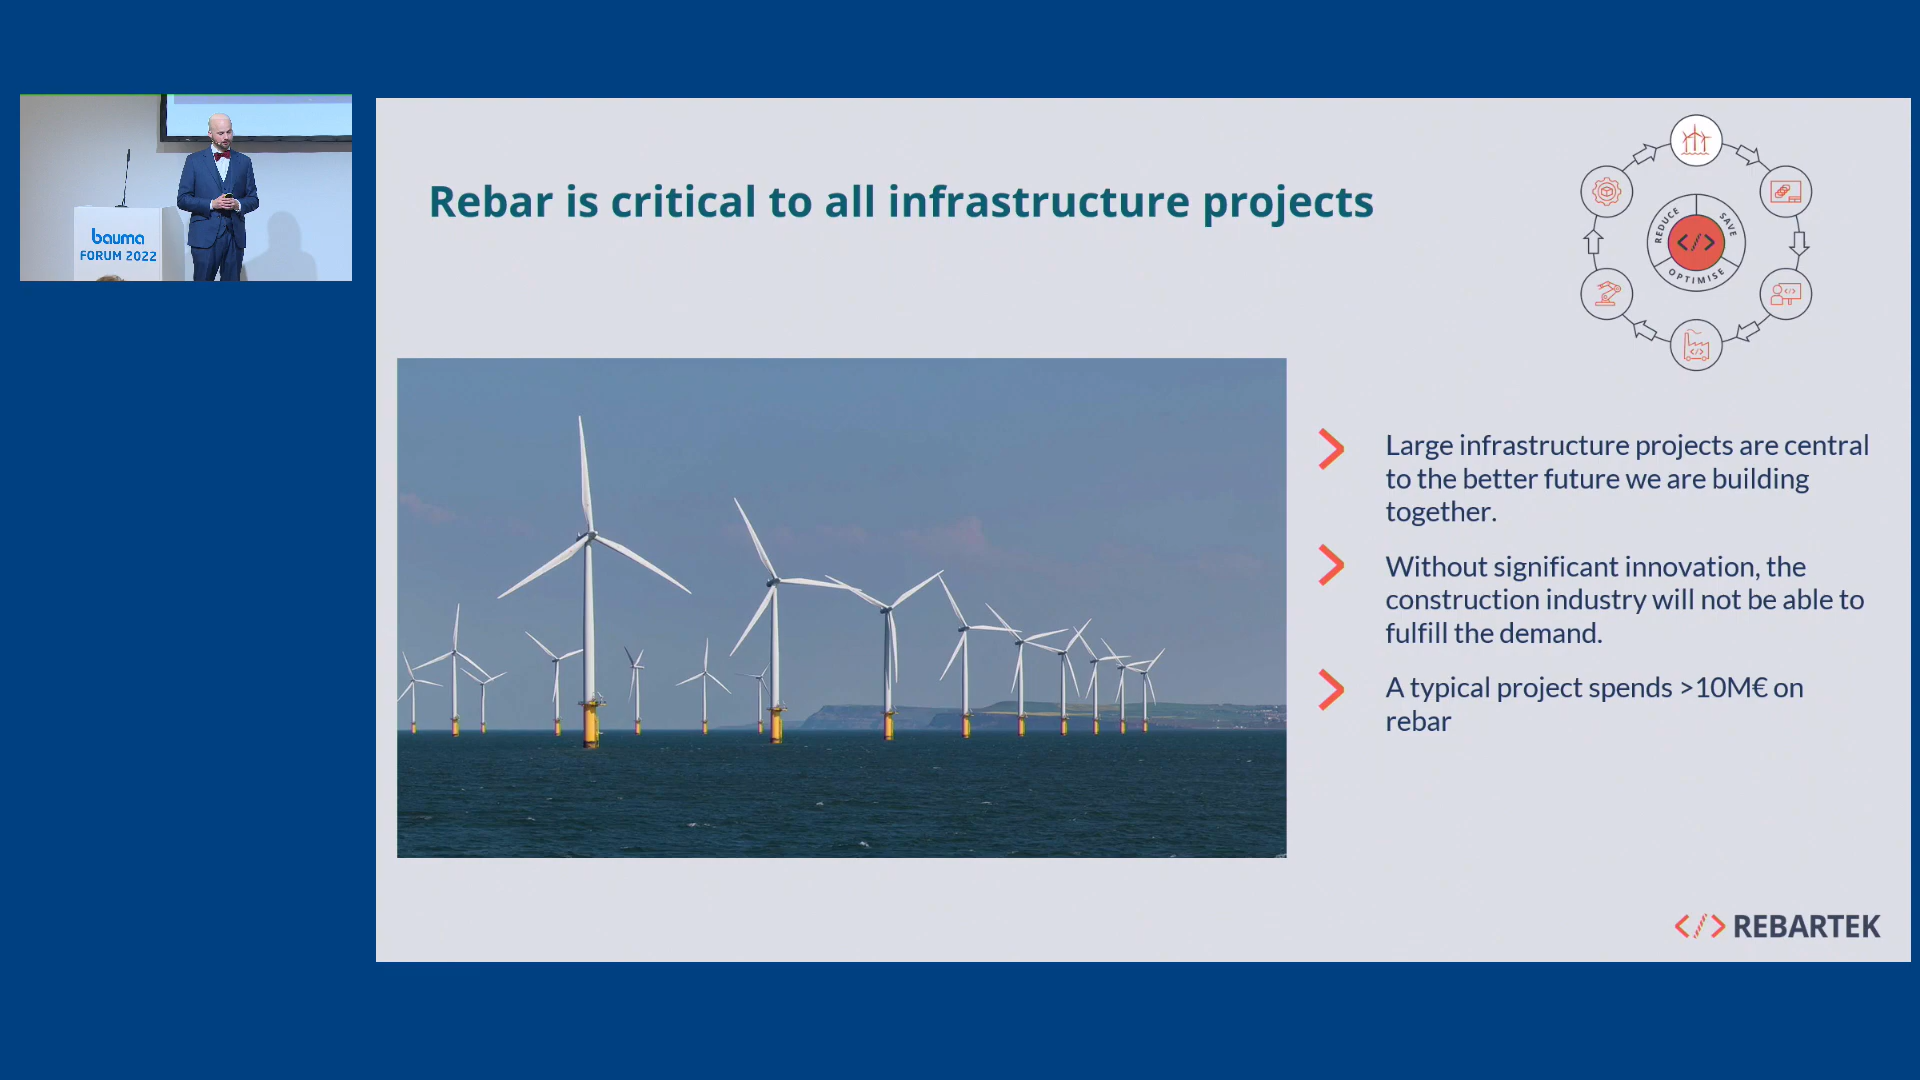 bauma
FORUM 2022
Rebar is critical to all infrastructure projects
REDUCE
SAVE
OPTIMISE
</>
</>
</>
Large infrastructure projects are central
to the better future we are building
together.
Without significant innovation, the
construction industry will not be able to
fulfill the demand.
A typical project spends >10M€ on
rebar
</> REBARTEK